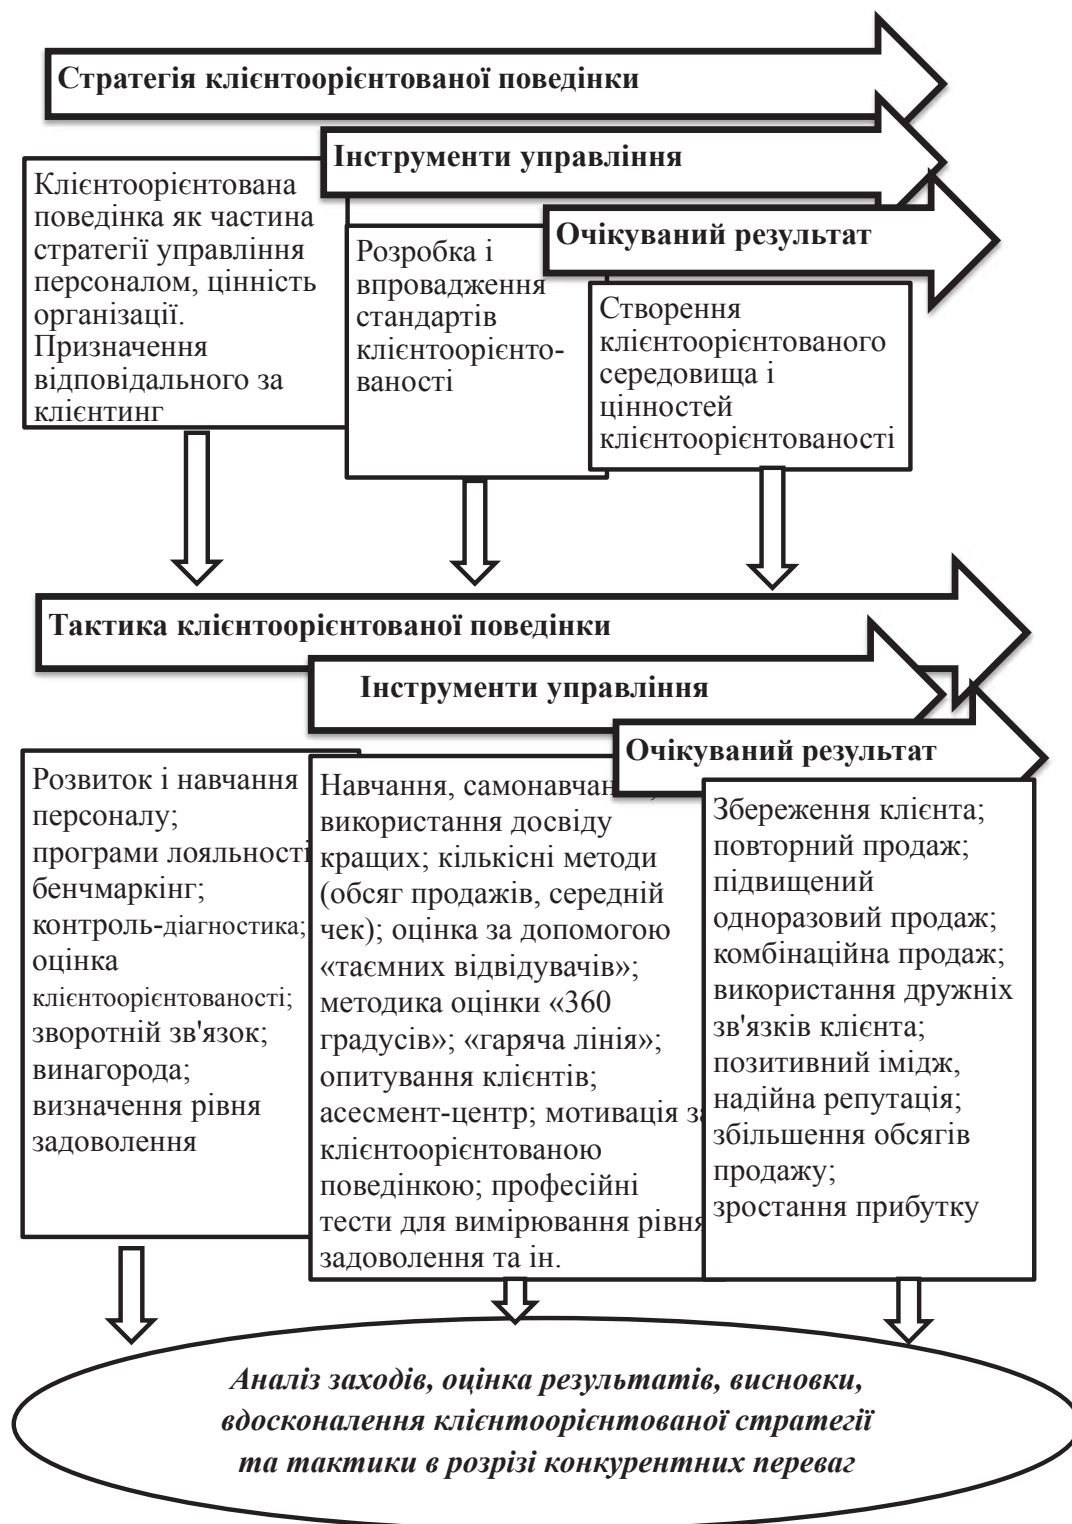 Стратегія клієнтоорієнтованої поведінки
Інструменти управління
Очікуваний результат
Клієнтоорієнтована
поведінка як частина
стратегії управління
персоналом, цінність
організації.
Призначення
відповідального за
клієнтинг
Розробка і
впровадження
стандартів
клієнтоорієнто-
ваності
Створення
клієнтоорієнтованого
середовища і
цінностей
клієнтоорієнтованості
Тактика клієнтоорієнтованої поведінки
Інструменти управління
Очікуваний результат
Розвиток і навчання
персоналу;
програми лояльності
бенчмаркінг;
контроль-діагностика;
оцінка
клієнтоорієнтованості;
зворотній зв'язок;
винагорода;
визначення рівня
задоволення
Навчання,
використання досвіду
кращих; кількісні методи
(обсяг продажів, середній
чек); оцінка за допомогою
«таємних відвідувачів»;
методика оцінки «360
градусів»; «гаряча лінія»;
опитування клієнтів;
асесмент-центр; мотивація за
клієнтоорієнтованою
поведінкою; професійні
тести для вимірювання рівня
задоволення та ін.
Збереження клієнта;
повторний продаж;
підвищений
одноразовий продаж;
комбінаційна продаж;
використання дружніх
зв'язків клієнта;
позитивний імідж,
надійна репутація;
збільшення обсягів
продажу;
зростання прибутку
Аналіз заходів, оцінка результатів, висновки,
вдосконалення клієнтоорієнтованої стратегії
та тактики в розрізі конкурентних переваг